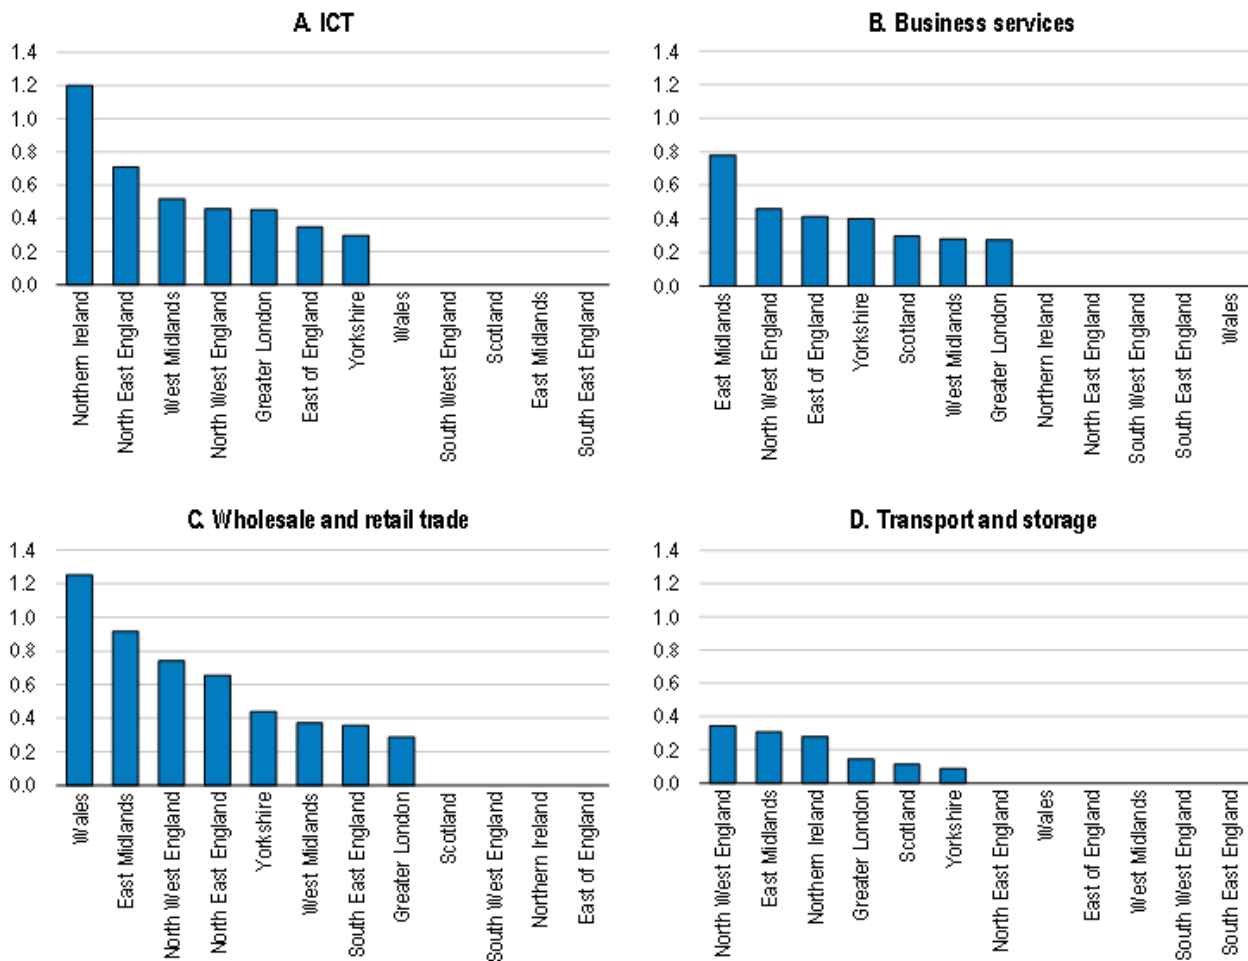 A. ICT
1.4
1.2
1.0
0.8
0.6
0.4
0.2
0.0
Northern Ireland
North East England
West Midlands
North West England
Greater London
East of England
Yorkshire
Wales
South West England
Scotland
East Midlands
South East England
B. Business services
1.4
1.2
1.0
0.8
0.6
0.4
0.2
0.0
East Midlands
North West England
East of England
Yorkshire
Scotland
West Midlands
Greater London
Northern Ireland
North East England
South West England
South East England
Wales
C. Wholesale and retail trade
1.4
1.2
1.0
0.8
0.6
0.4
0.2
0.0
Wales
East Midlands
North West England
North East England
Yorkshire
West Midlands
South East England
Greater London
Scotland
South West England
Northern Ireland
East of England
D. Transport and storage
1.4
1.2
1.0
0.8
0.6
0.4
0.2
0.0
North West England
East Midlands
Northern Ireland
Greater London
Scotland
Yorkshire
North East England
Wales
East of England
West Midlands
South West England
South East England